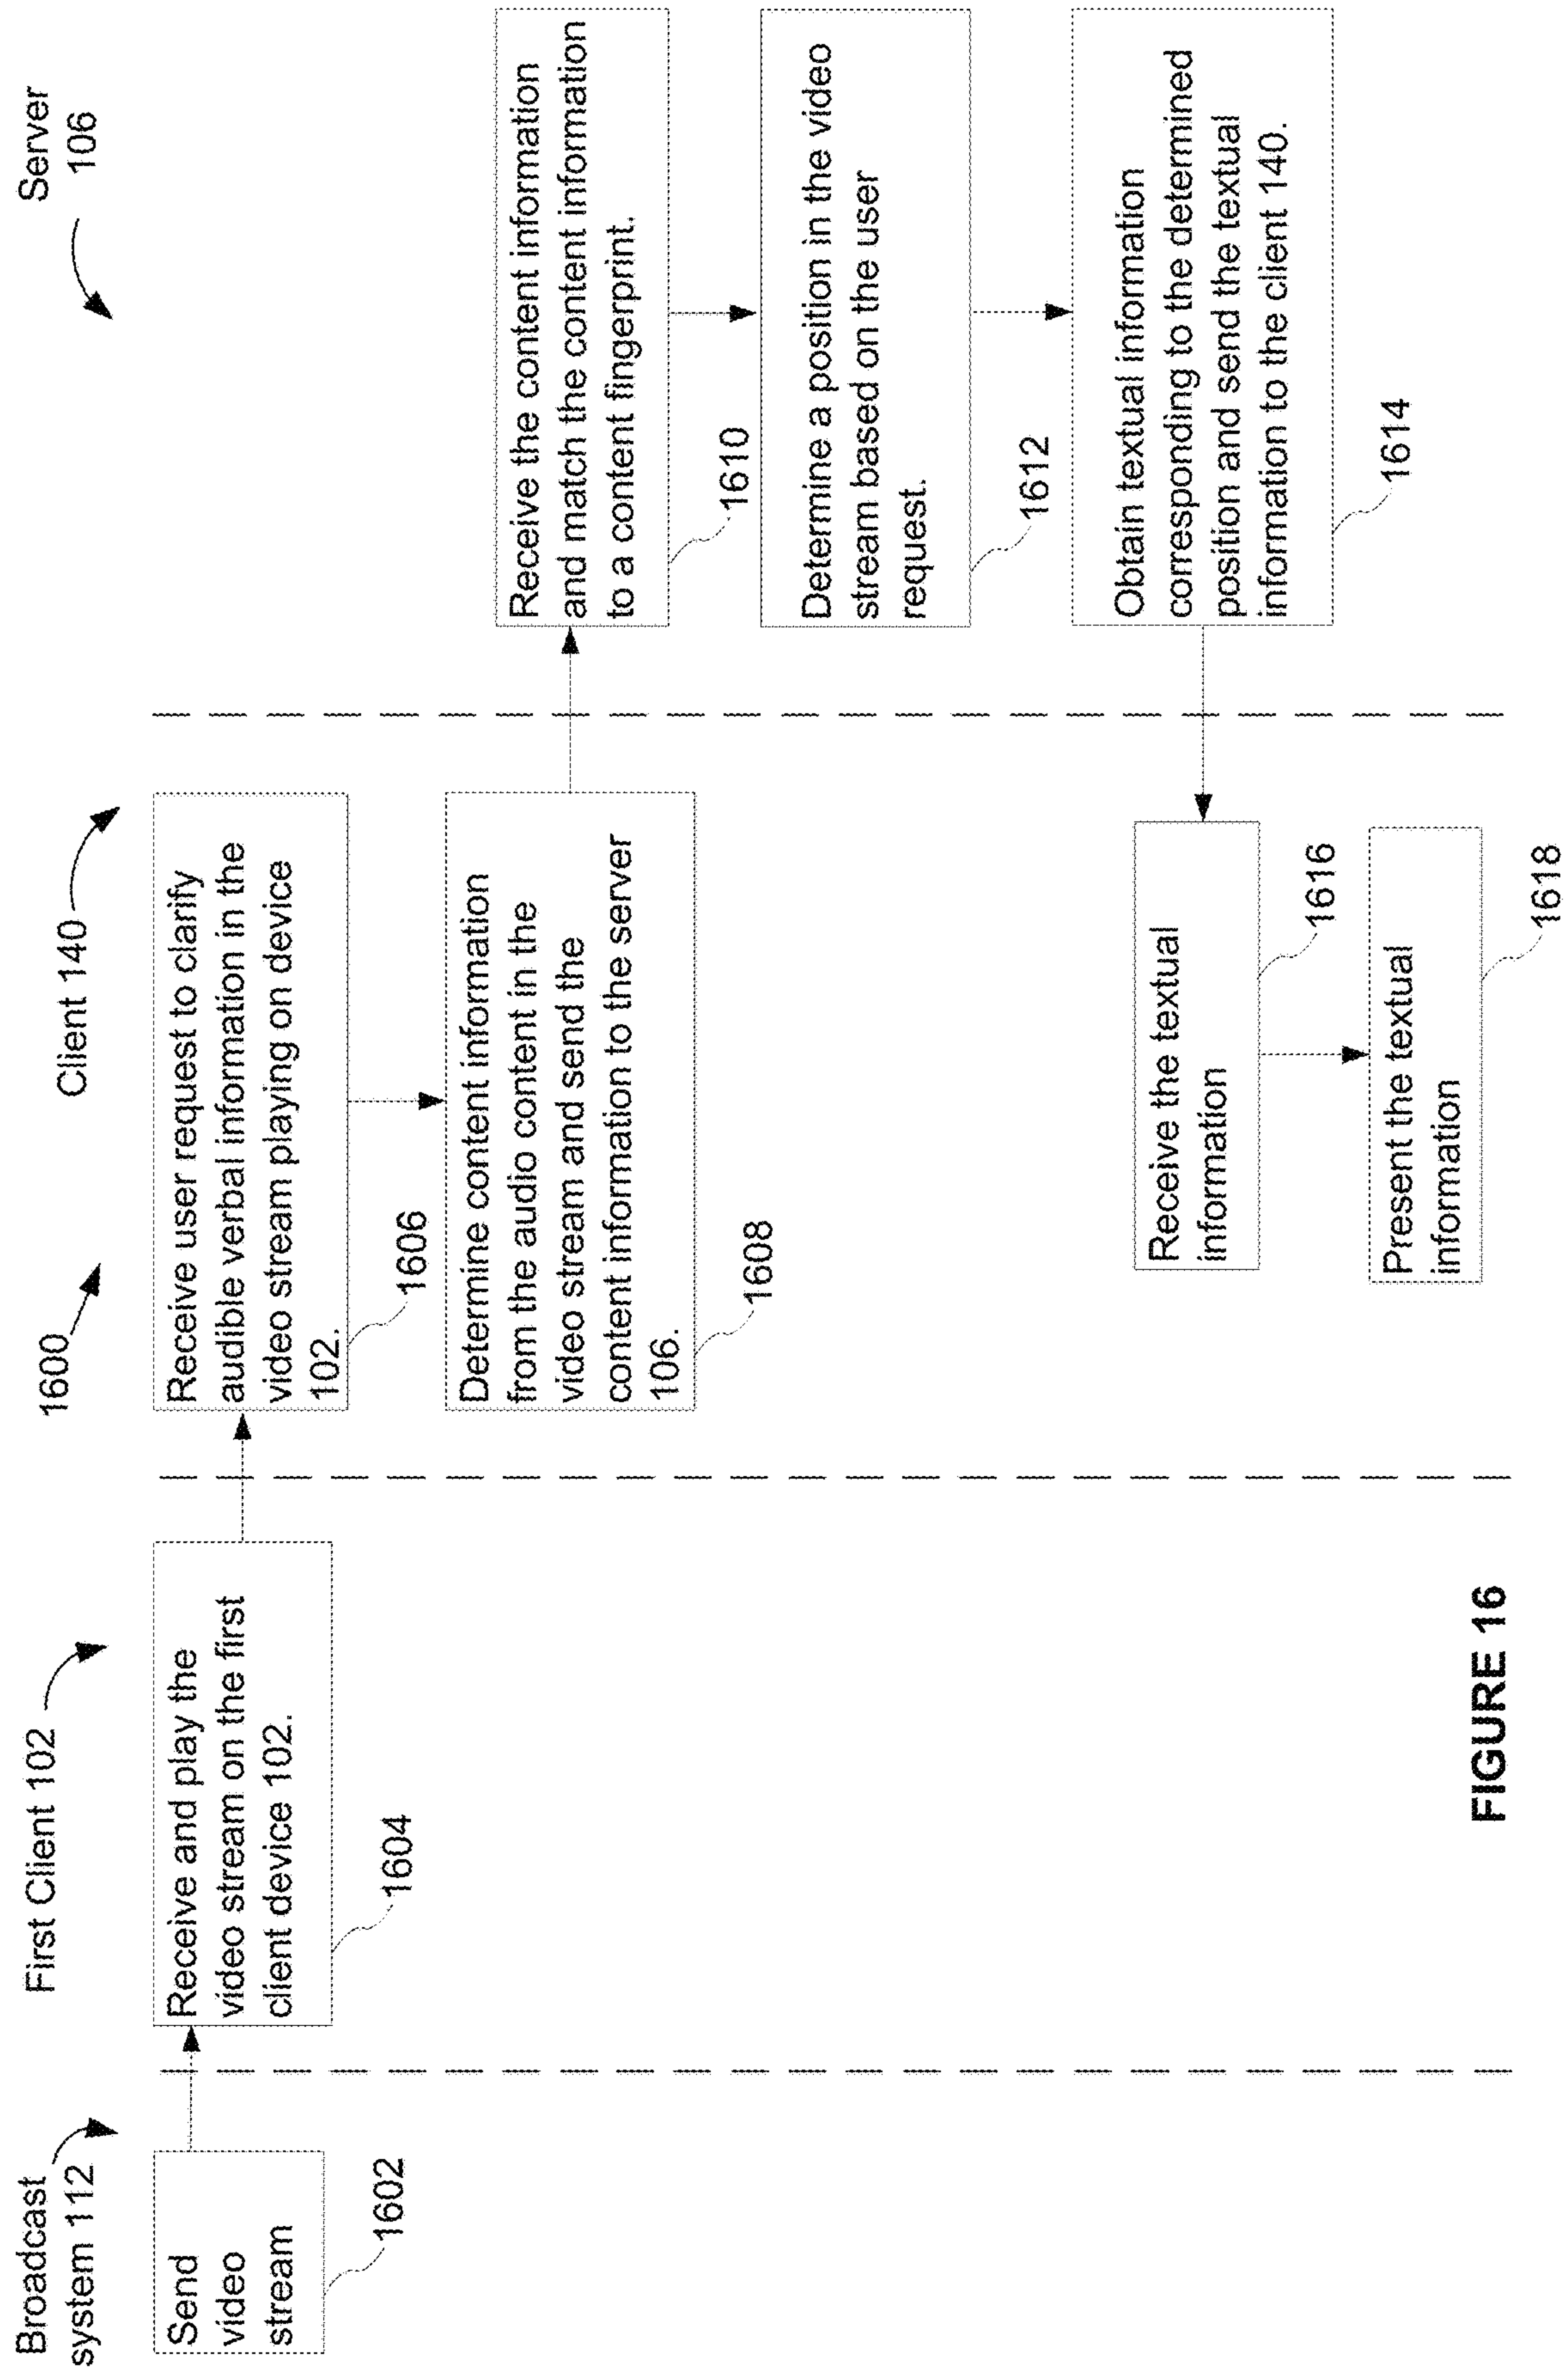 Broadcast
system 112
First Client 102
1600
Client 140
Server
106
Send
video
stream
1602
Receive and play the
video stream on the first
client device 102.
1604
Receive user request to clarify
audible verbal information in the
video stream playing on device
102.
1606
Determine content information
from the audio content in the
video stream and send the
content information to the server
106.
1608
Receive the content information
and match the content information
to a content fingerprint.
1610
Determine a position in the video
stream based on the user
request.
1612
Obtain textual information
corresponding to the determined
position and send the textual
information to the client 140.
1614
Receive the textual
information
1616
Present the textual
information
1618
FIGURE 16